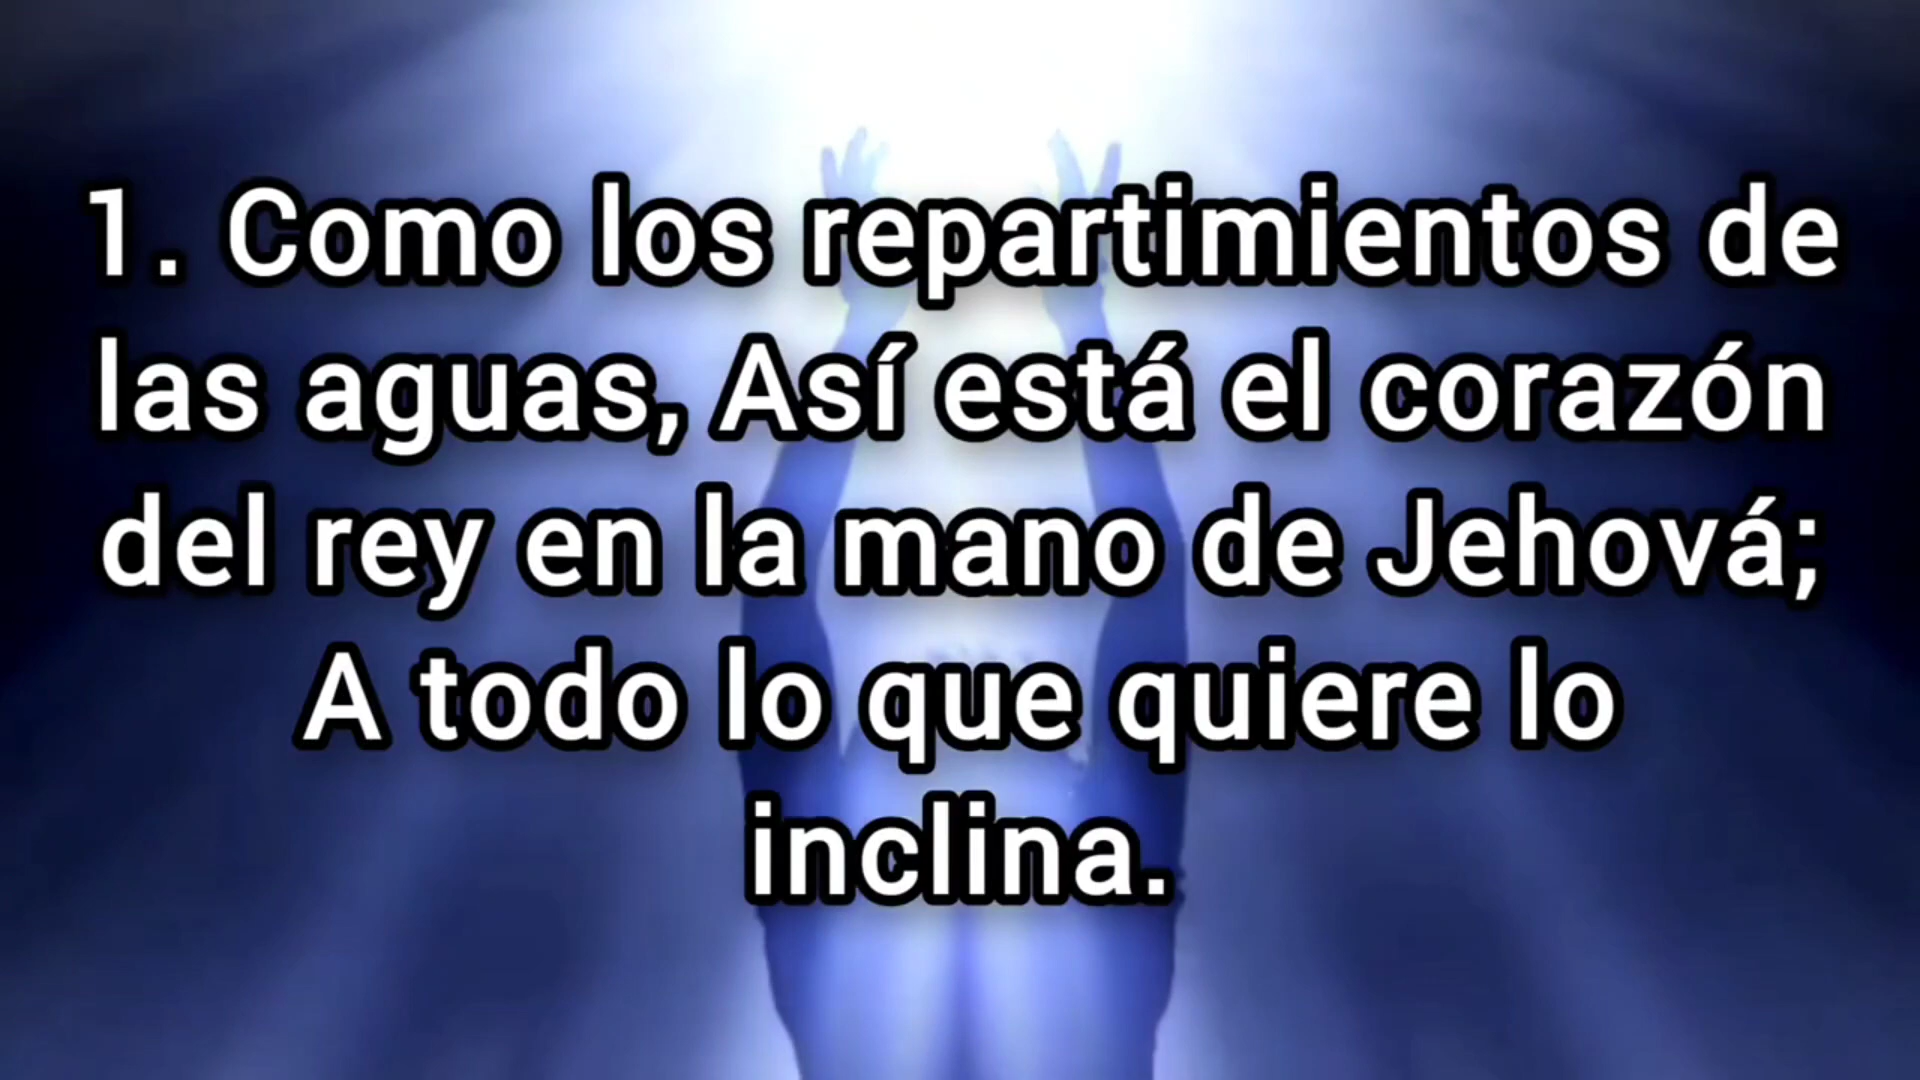 1. Como los repartimientos de
las aguas, Así está el corazón
del rey en la mano de Jehová;
A todo lo que quiere lo
inclina.